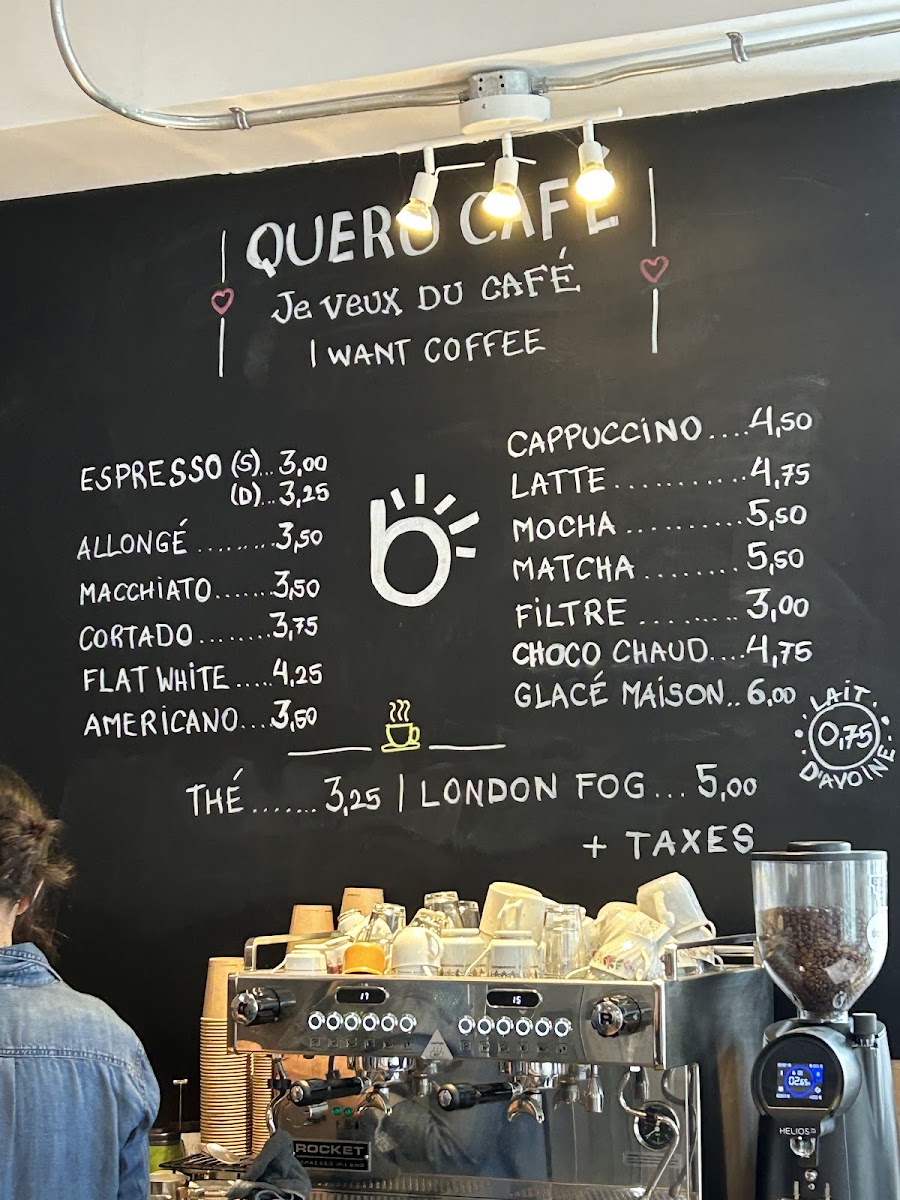 QUERO CAFÉ
Je veux DU CAFÉ
I WANT COFFEE
ESPRESSO (S)...3,00
(D)...3,25
ALLONGÉ.........3,50
MACCHIATO.......3,50
CORTADO........3,75
FLAT WHITE.....4,25
AMERICANO....3,50
b
CAPPUCCINO....4,50
LATTE...........4,75
MOCHA..........5,50
MATCHA........5,50
FILTRE.........3,00
CHOCO CHAUD....4,75
GLACÉ MAISON..6,00
LAIT
0,75
D'AVOINE
THÉ.......3,25 | LONDON FOG...5,00
+ TAXES
17
15
ROCKET
ESPRESSO MILANO
HELIOS